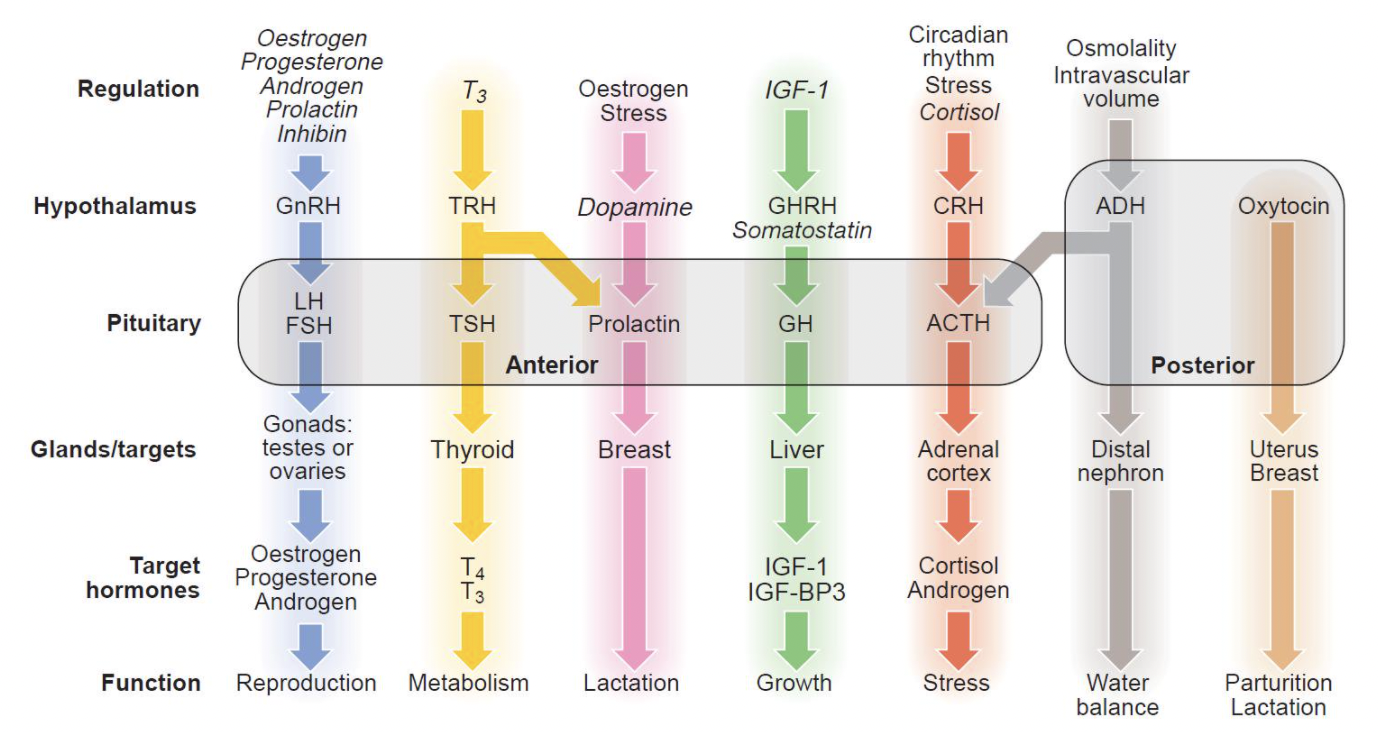 Regulation
Oestrogen
Progesterone
Androgen
Prolactin
Inhibin
T3
Oestrogen
Stress
IGF-1
Circadian
rhythm
Stress
Cortisol
Osmolality
Intravascular
volume
Hypothalamus
GnRH
TRH
Dopamine
GHRH
Somatostatin
CRH
ADH
Oxytocin
Pituitary
LH
FSH
TSH
Prolactin
GH
ACTH
Anterior
Posterior
Glands/targets
Gonads:
testes or
ovaries
Thyroid
Breast
Liver
Adrenal
cortex
Distal
nephron
Uterus
Breast
Target
hormones
Oestrogen
Progesterone
Androgen
T4
T3
IGF-1
IGF-BP3
Cortisol
Androgen
Function
Reproduction
Metabolism
Lactation
Growth
Stress
Water
balance
Parturition
Lactation